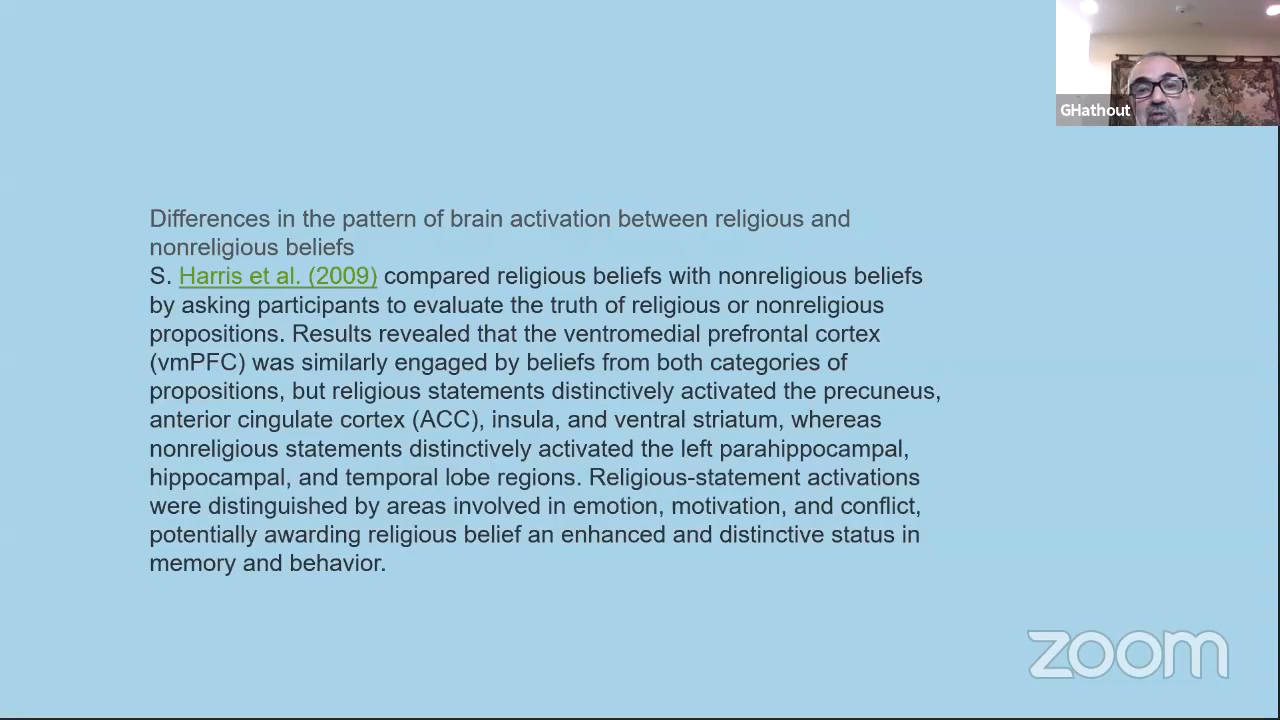 GHathout
Differences in the pattern of brain activation between religious and
nonreligious beliefs
S. Harris et al. (2009) compared religious beliefs with nonreligious beliefs
by asking participants to evaluate the truth of religious or nonreligious
propositions. Results revealed that the ventromedial prefrontal cortex
(vmPFC) was similarly engaged by beliefs from both categories of
propositions, but religious statements distinctively activated the precuneus,
anterior cingulate cortex (ACC), insula, and ventral striatum, whereas
nonreligious statements distinctively activated the left parahippocampal,
hippocampal, and temporal lobe regions. Religious-statement activations
were distinguished by areas involved in emotion, motivation, and conflict,
potentially awarding religious belief an enhanced and distinctive status in
memory and behavior.
zoom